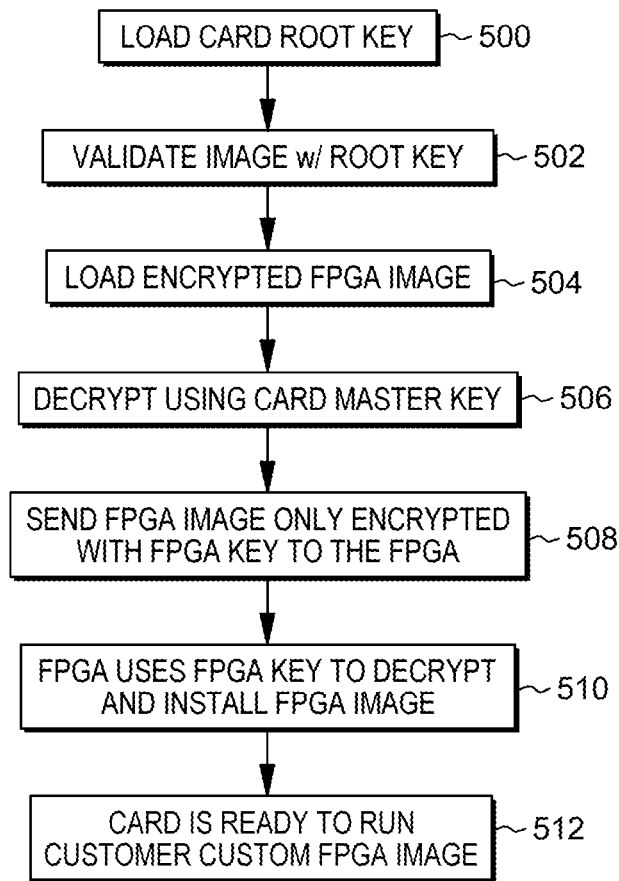 LOAD CARD ROOT KEY
500
VALIDATE IMAGE w/ ROOT KEY
502
LOAD ENCRYPTED FPGA IMAGE
504
DECRYPT USING CARD MASTER KEY
506
SEND FPGA IMAGE ONLY ENCRYPTED
WITH FPGA KEY TO THE FPGA
508
FPGA USES FPGA KEY TO DECRYPT
AND INSTALL FPGA IMAGE
510
CARD IS READY TO RUN
CUSTOMER CUSTOM FPGA IMAGE
512